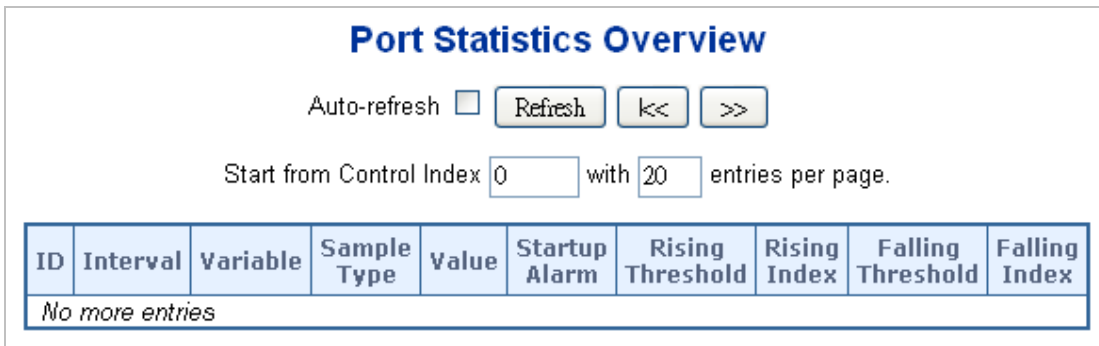 Port Statistics Overview
Auto-refresh Refresh |<< >>
Start from Control Index 0 with 20 entries per page.
ID Interval Variable Sample Type Value Startup Alarm Rising Threshold Rising Index Falling Threshold Falling Index
No more entries